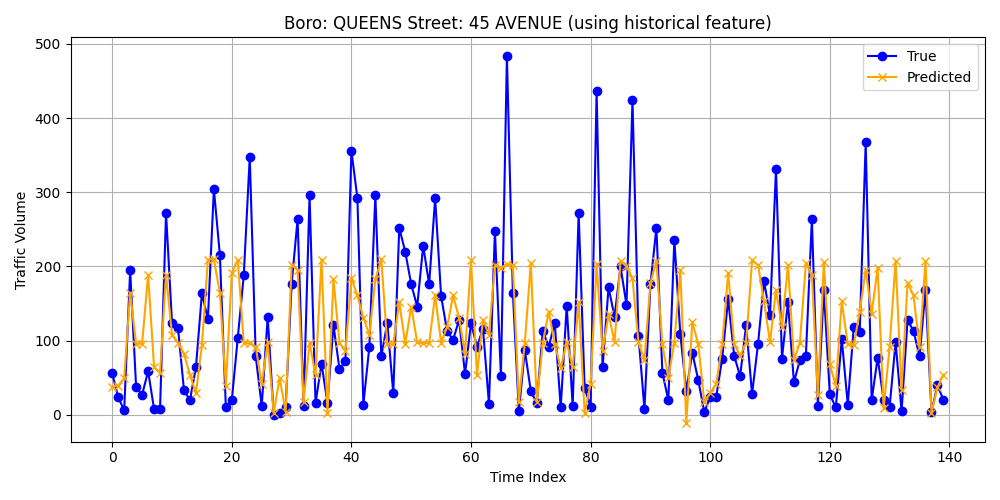 Boro: QUEENS Street: 45 AVENUE (using historical feature)
True
Predicted
Traffic Volume
500
400
300
200
100
0
0 20 40 60 80 100 120 140
Time Index